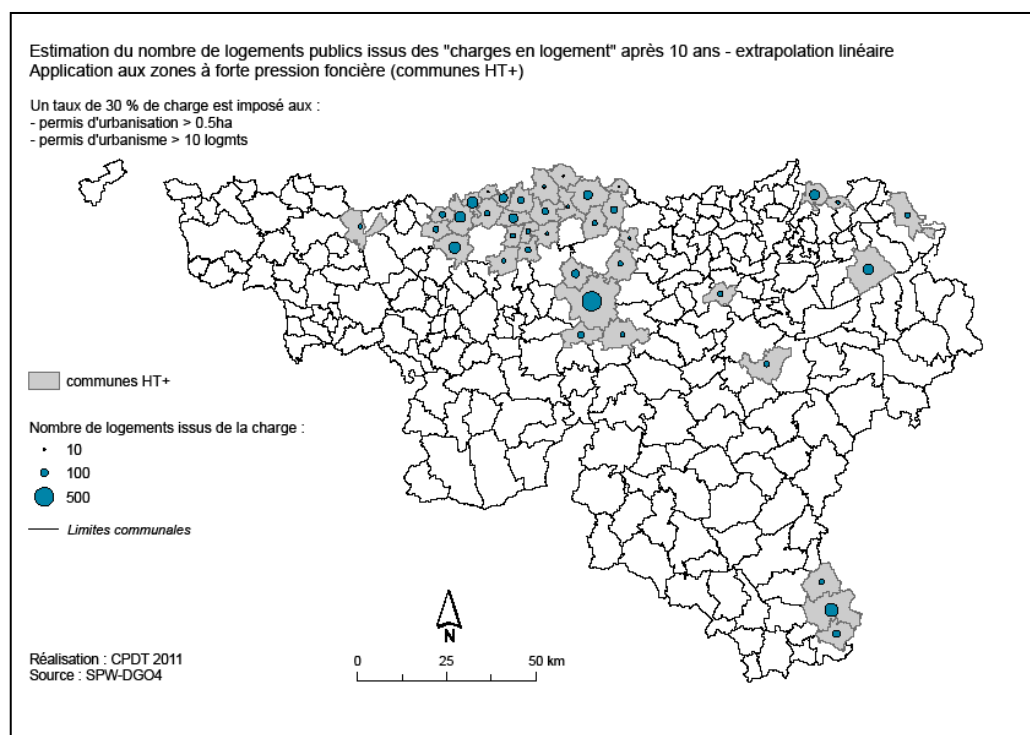 Estimation du nombre de logements publics issus des "charges en logement" après 10 ans - extrapolation linéaire
Application aux zones à forte pression foncière (communes HT+)
Un taux de 30 % de charge est imposé aux :
- permis d'urbanisation > 0.5ha
- permis d'urbanisme > 10 logmts
communes HT+
Nombre de logements issus de la charge :
10
100
500
Limites communales
N
Réalisation : CPDT 2011
Source : SPW-DGO4
0 25 50 km